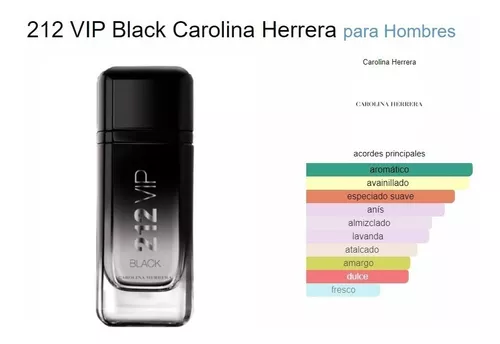 212 VIP Black Carolina Herrera para Hombres
Carolina Herrera
CAROLINA HERRERA
acordes principales
aromático
avainillado
especiado suave
anís
almizclado
lavanda
atalcado
amargo
dulce
fresco
212 VIP
BLACK
CAROLINA HERRERA